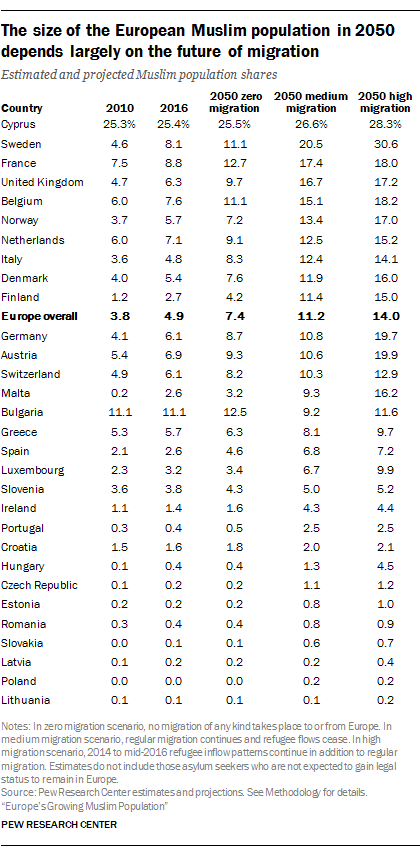 The size of the European Muslim population in 2050
depends largely on the future of migration
Estimated and projected Muslim population shares
Country 2010 2016 2050 zero migration 2050 medium migration 2050 high migration
Cyprus 25.3% 25.4% 25.5% 26.6% 28.3%
Sweden 4.6 8.1 11.1 20.5 30.6
France 7.5 8.8 12.7 17.4 18.0
United Kingdom 4.7 6.3 9.7 16.7 17.2
Belgium 6.0 7.6 11.1 15.1 18.2
Norway 3.7 5.7 7.2 13.4 17.0
Netherlands 6.0 7.1 9.1 12.5 15.2
Italy 3.6 4.8 8.3 12.4 14.1
Denmark 4.0 5.4 7.6 11.9 16.0
Finland 1.2 2.7 4.2 11.4 15.0
Europe overall 3.8 4.9 7.4 11.2 14.0
Germany 4.1 6.1 8.7 10.8 19.7
Austria 5.4 6.9 9.3 10.6 19.9
Switzerland 4.9 6.1 8.2 10.3 12.9
Malta 0.2 2.6 3.2 9.3 16.2
Bulgaria 11.1 11.1 12.5 9.2 11.6
Greece 5.3 5.7 6.3 8.1 9.7
Spain 2.1 2.6 4.6 6.8 7.2
Luxembourg 2.3 3.2 3.4 6.7 9.9
Slovenia 3.6 3.8 4.3 5.0 5.2
Ireland 1.1 1.4 1.6 4.3 4.4
Portugal 0.3 0.4 0.5 2.5 2.5
Croatia 1.5 1.6 1.8 2.0 2.1
Hungary 0.1 0.4 0.4 1.3 4.5
Czech Republic 0.1 0.2 0.2 1.1 1.2
Estonia 0.2 0.2 0.2 0.8 1.0
Romania 0.3 0.4 0.4 0.8 0.9
Slovakia 0.0 0.1 0.1 0.6 0.7
Latvia 0.1 0.2 0.2 0.2 0.4
Poland 0.0 0.0 0.0 0.2 0.2
Lithuania 0.1 0.1 0.1 0.1 0.2
Notes: In zero migration scenario, no migration of any kind takes place to or from Europe. In
medium migration scenario, regular migration continues and refugee flows cease. In high
migration scenario, 2014 to mid-2016 refugee inflow patterns continue in addition to regular
migration. Estimates do not include those asylum seekers who are not expected to gain legal
status to remain in Europe.
Source: Pew Research Center estimates and projections. See Methodology for details.
“Europe’s Growing Muslim Population”
PEW RESEARCH CENTER